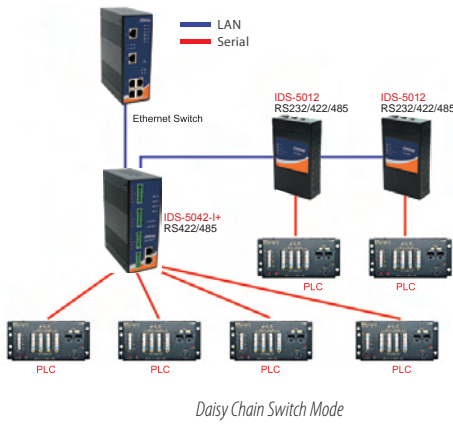 LAN
Serial
Ethernet Switch
IDS-5012
RS232/422/485
IDS-5012
RS232/422/485
IDS-5042-I+
RS422/485
PLC
PLC
PLC
PLC
PLC
PLC
Daisy Chain Switch Mode